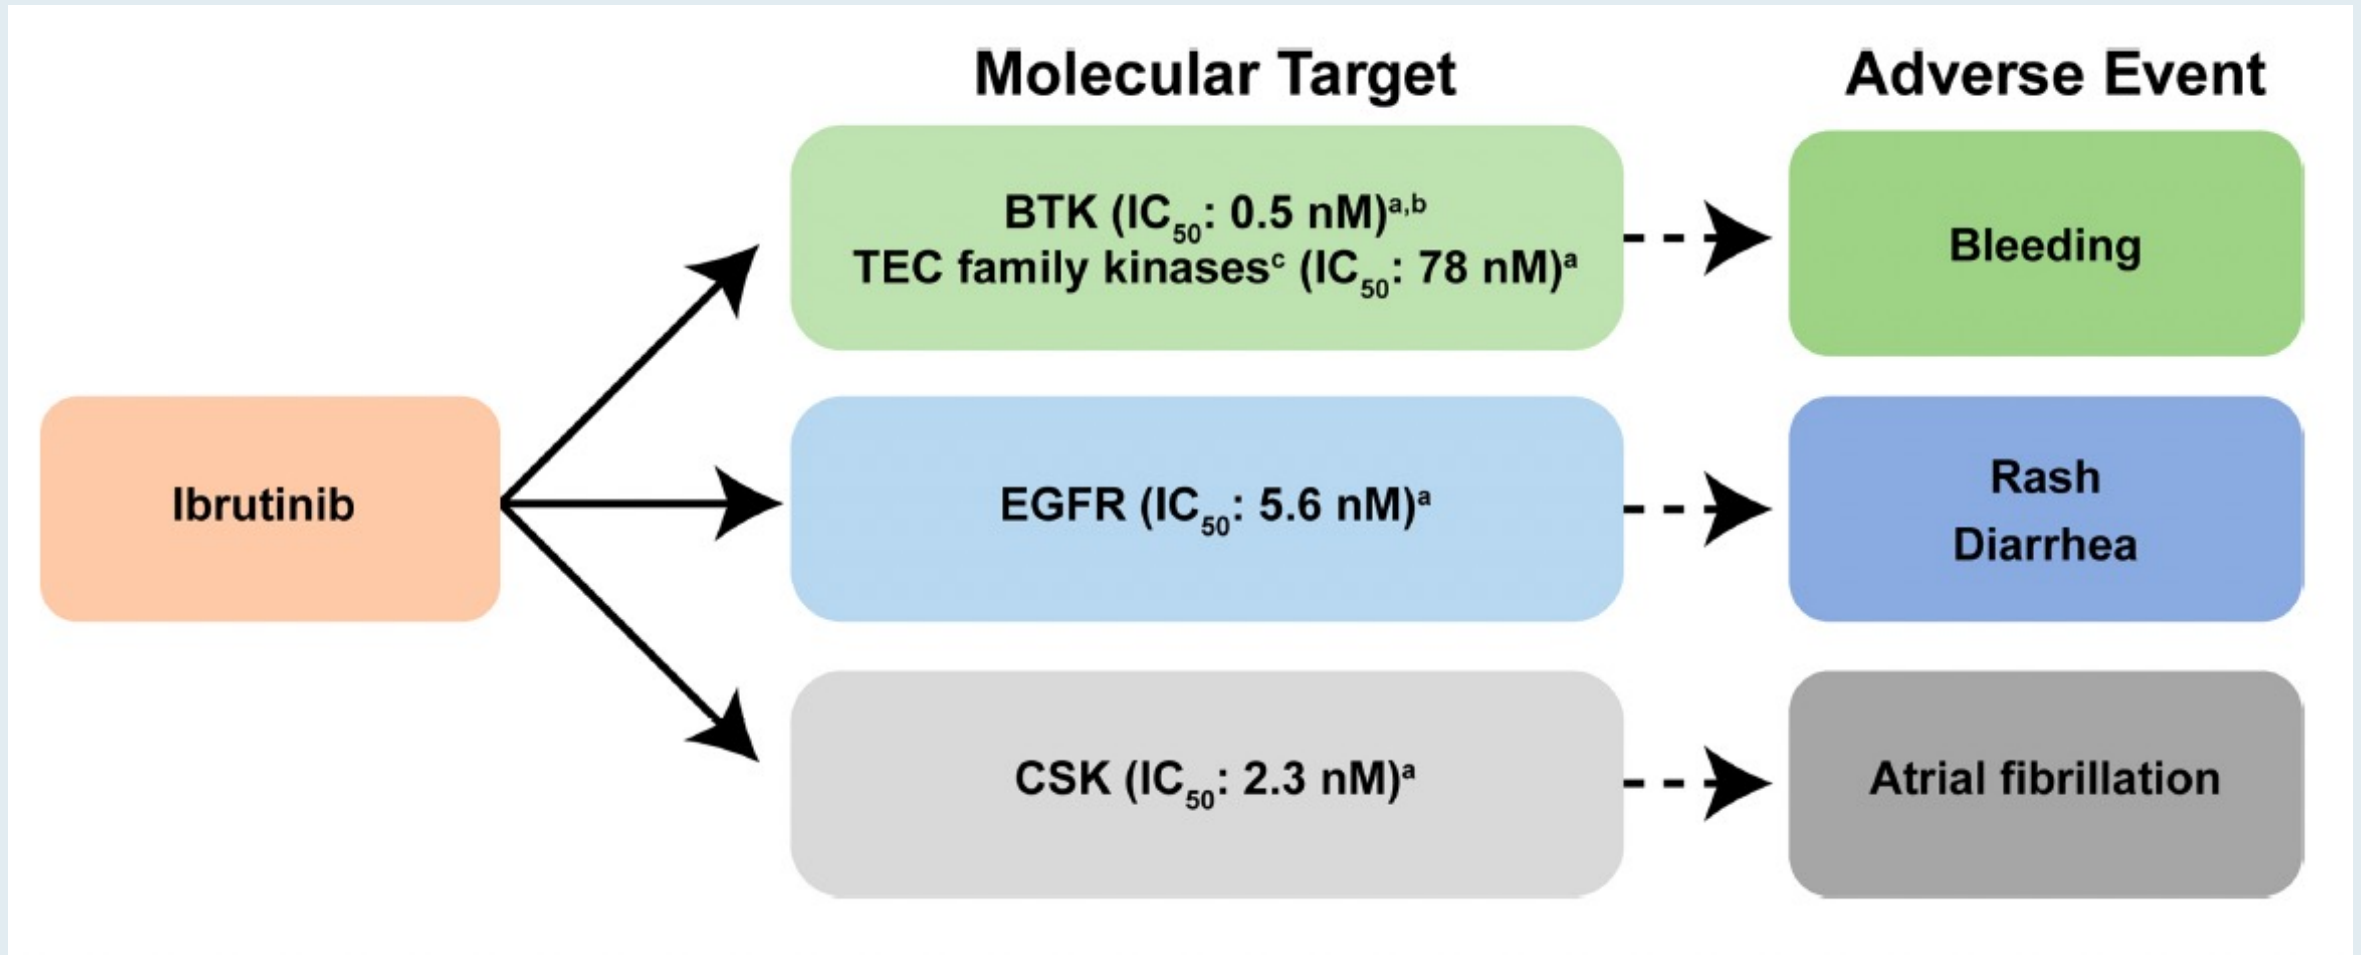 Molecular Target
Adverse Event
BTK (IC₅₀: 0.5 nM)ᵃ,ᵇ
TEC family kinasesᶜ (IC₅₀: 78 nM)ᵃ
Bleeding
Ibrutinib
EGFR (IC₅₀: 5.6 nM)ᵃ
Rash
Diarrhea
CSK (IC₅₀: 2.3 nM)ᵃ
Atrial fibrillation